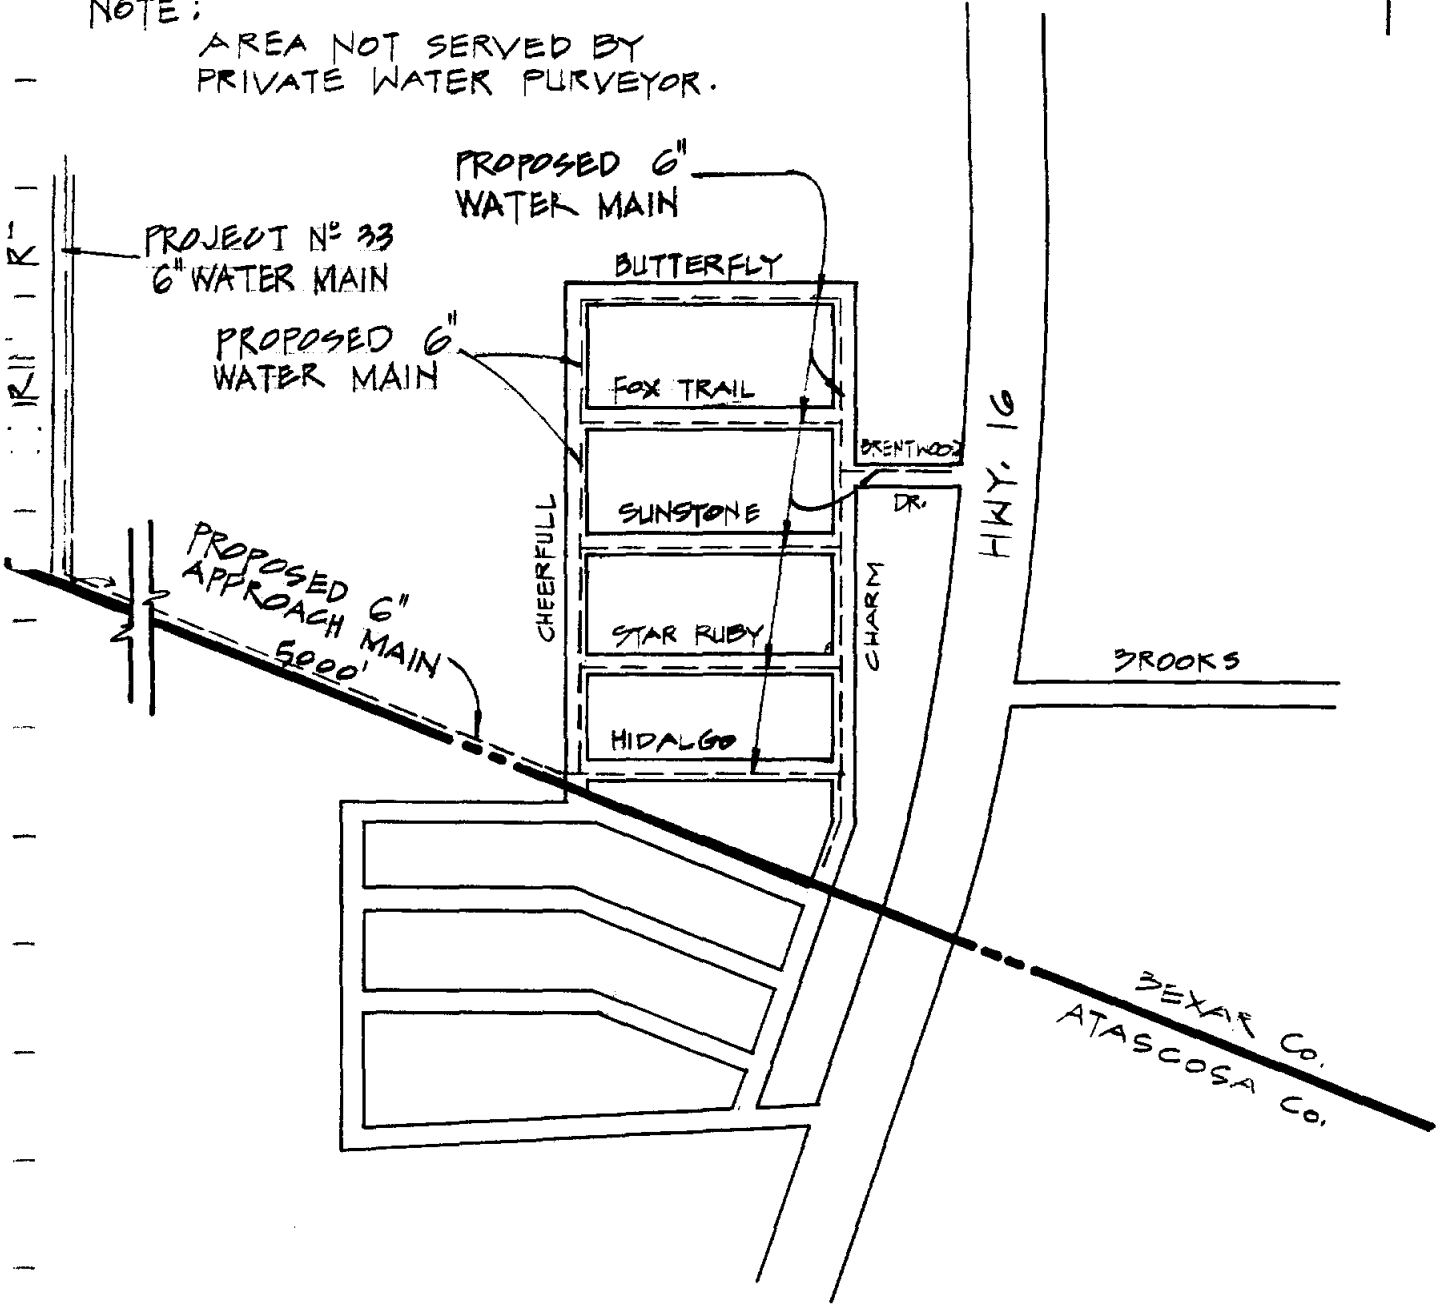 NOTE:
AREA NOT SERVED BY
PRIVATE WATER PURVEYOR.
PROPOSED 6"
WATER MAIN
PROJECT Nº 33
6" WATER MAIN
BUTTERFLY
PROPOSED 6"
WATER MAIN
FOX TRAIL
HWY. 16
BRENTWOOD
DR.
SUNSTONE
CHEERFULL
PROPOSED 6"
APPROACH MAIN
5000'
CHARM
STAR RUBY
BROOKS
HIDALGO
BEXAR Co.
ATASCOSA Co.